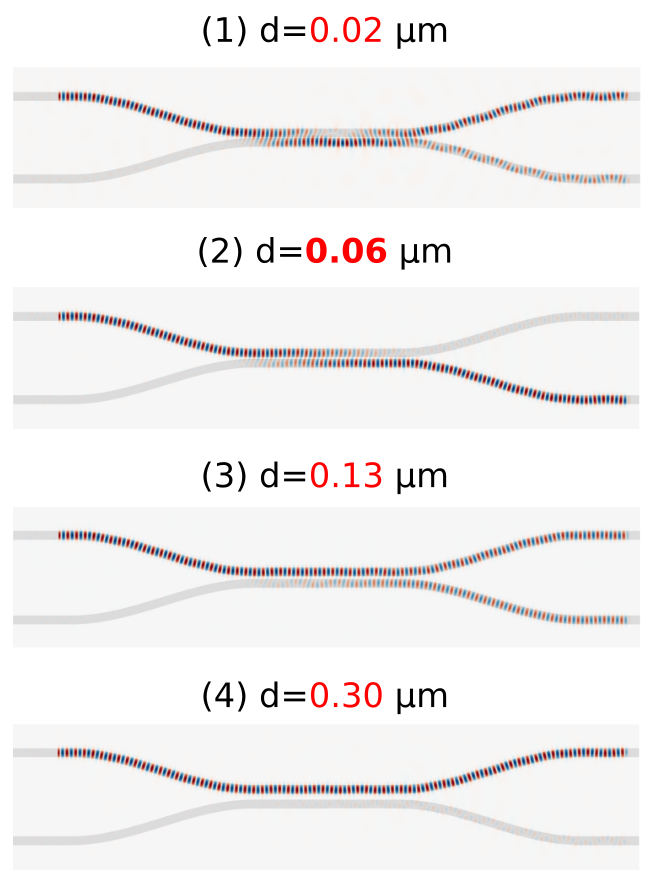 (1) d=0.02 µm
(2) d=0.06 µm
(3) d=0.13 µm
(4) d=0.30 µm